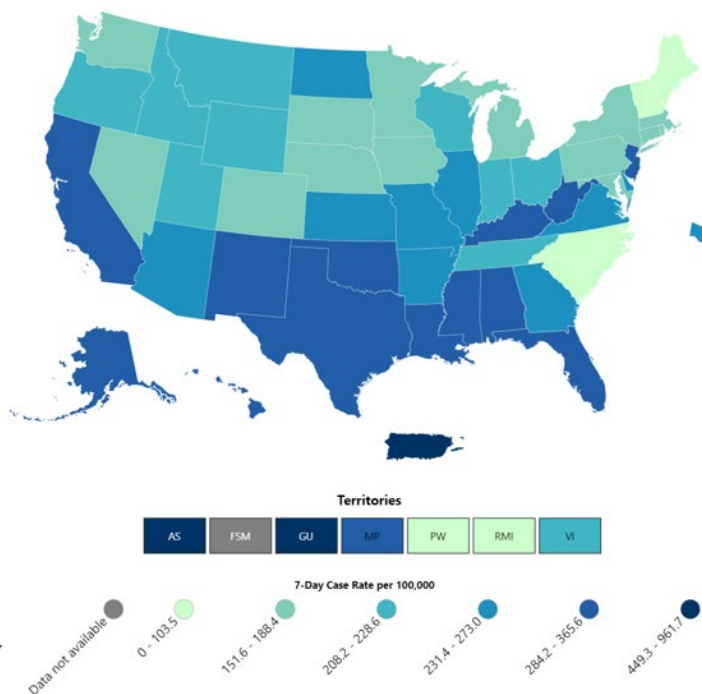 Territories
AS FSM GU MP PW RMI VI
7-Day Case Rate per 100,000
Data not available
0 - 103.5
151.6 - 188.4
208.2 - 228.6
231.4 - 273.0
284.2 - 365.6
449.3 - 961.7